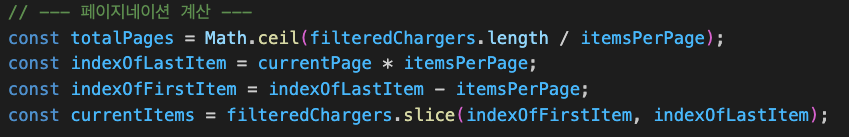 // --- 페이지네이션 계산 ---
const totalPages = Math.ceil(filteredChargers.length / itemsPerPage);
const indexOfLastItem = currentPage * itemsPerPage;
const indexOfFirstItem = indexOfLastItem - itemsPerPage;
const currentItems = filteredChargers.slice(indexOfFirstItem, indexOfLastItem);